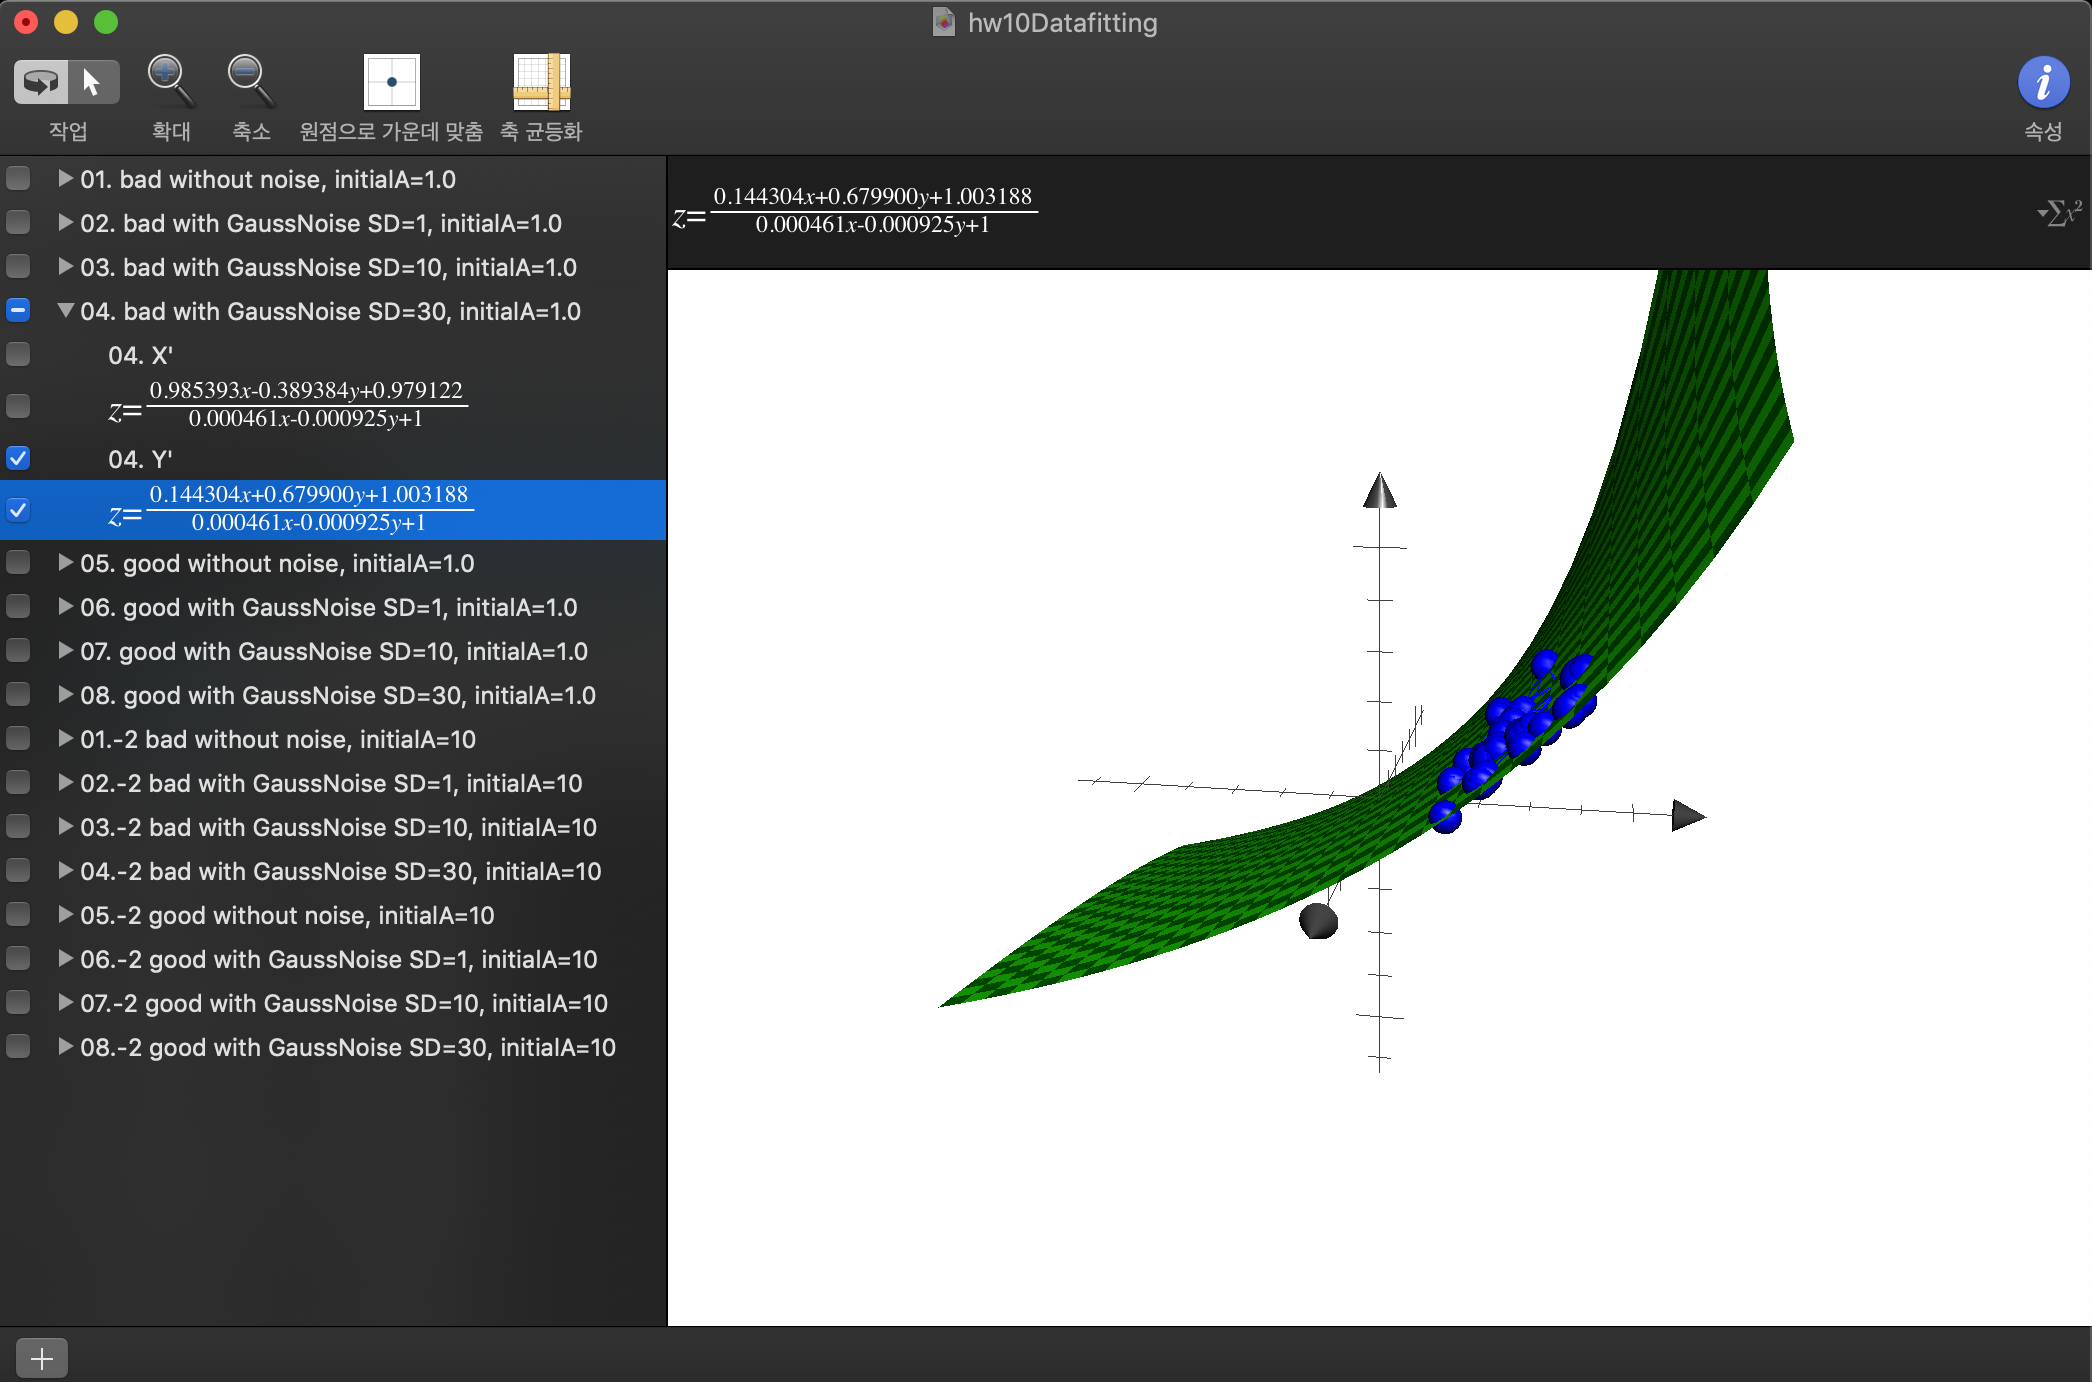 hw10Datafitting
작업
확대
축소
원점으로 가운데 맞춤
축 균등화
속성
01. bad without noise, initialA=1.0
02. bad with GaussNoise SD=1, initialA=1.0
03. bad with GaussNoise SD=10, initialA=1.0
04. bad with GaussNoise SD=30, initialA=1.0
04. X'
z=
0.985393x-0.389384y+0.979122
0.000461x-0.000925y+1
04. Y'
z=
0.144304x+0.679900y+1.003188
0.000461x-0.000925y+1
05. good without noise, initialA=1.0
06. good with GaussNoise SD=1, initialA=1.0
07. good with GaussNoise SD=10, initialA=1.0
08. good with GaussNoise SD=30, initialA=1.0
01.-2 bad without noise, initialA=10
02.-2 bad with GaussNoise SD=1, initialA=10
03.-2 bad with GaussNoise SD=10, initialA=10
04.-2 bad with GaussNoise SD=30, initialA=10
05.-2 good without noise, initialA=10
06.-2 good with GaussNoise SD=1, initialA=10
07.-2 good with GaussNoise SD=10, initialA=10
08.-2 good with GaussNoise SD=30, initialA=10
z=
0.144304x+0.679900y+1.003188
0.000461x-0.000925y+1
∑x²